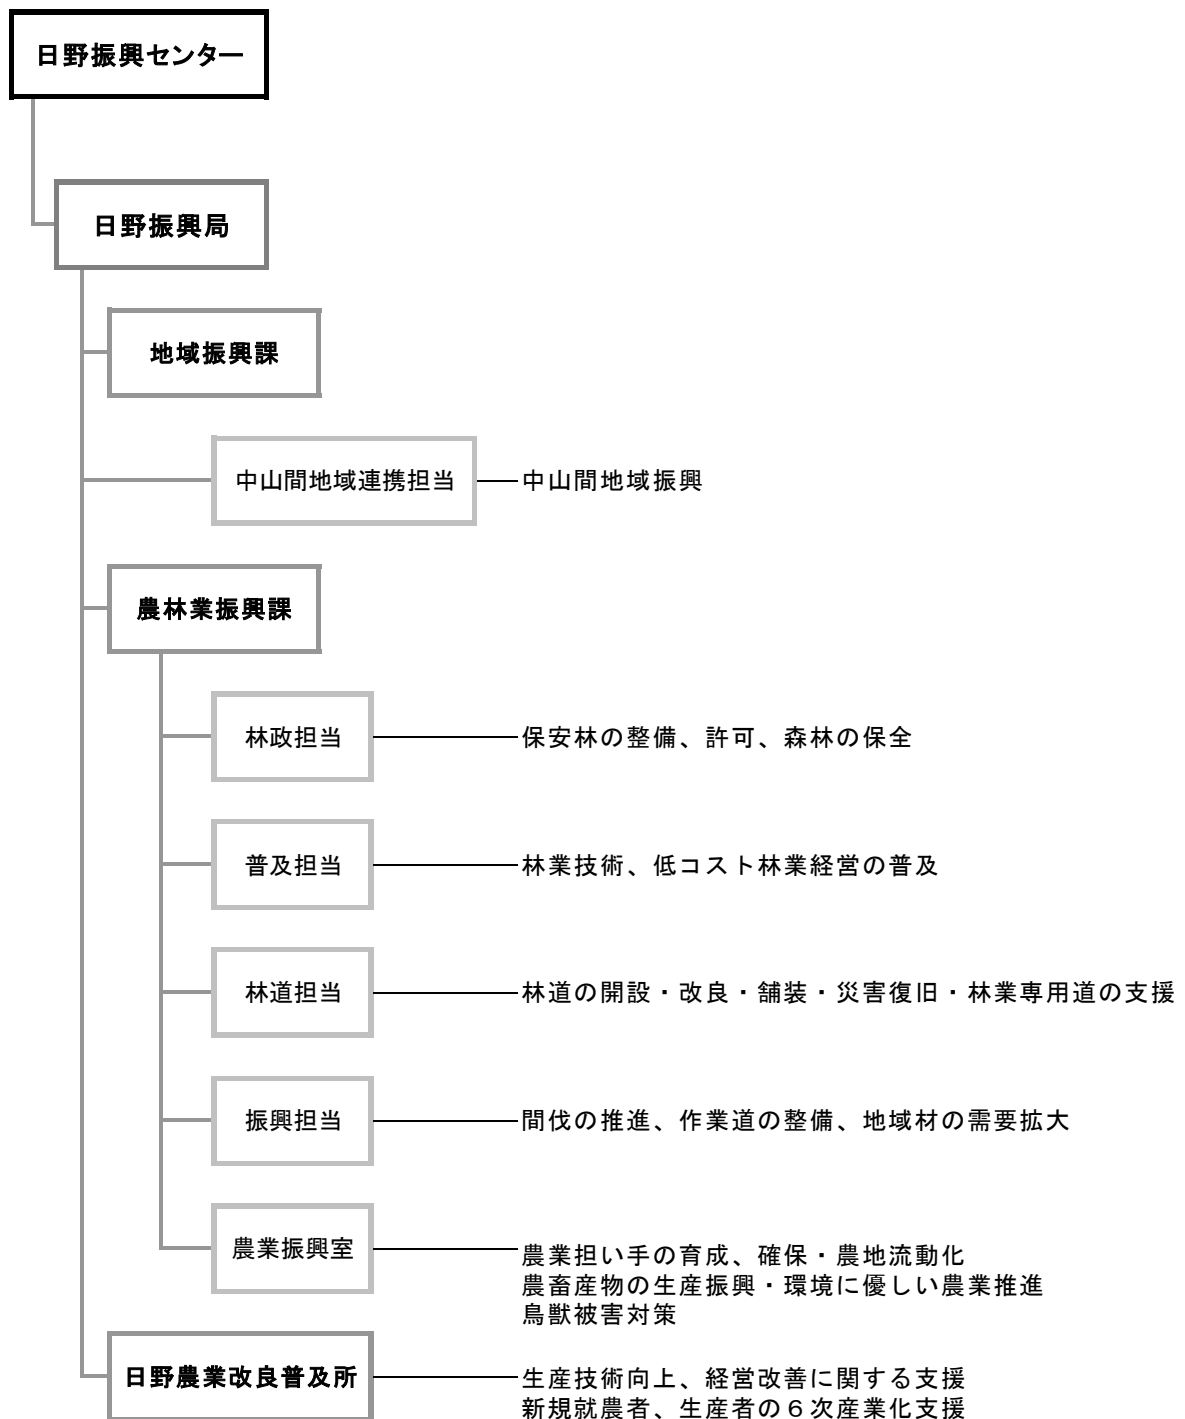 日野振興センター
日野振興局
地域振興課
中山間地域連携担当
中山間地域振興
農林業振興課
林政担当
保安林の整備、許可、森林の保全
普及担当
林業技術、低コスト林業経営の普及
林道担当
林道の開設・改良・舗装・災害復旧・林業専用道の支援
振興担当
間伐の推進、作業道の整備、地域材の需要拡大
農業振興室
農業担い手の育成、確保・農地流動化
農畜産物の生産振興・環境に優しい農業推進
鳥獣被害対策
日野農業改良普及所
生産技術向上、経営改善に関する支援
新規就農者、生産者の６次産業化支援